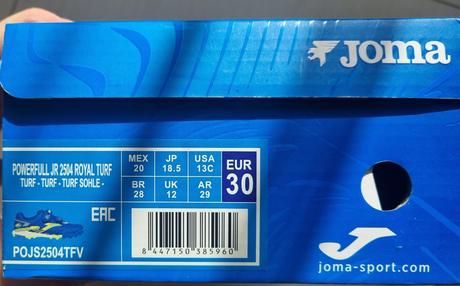 JOMA
POWERFULL JR 2504 ROYAL TURF
TURF - TURF - TURF SOHLE -
MEX JP USA EUR
20 18.5 13C 30
BR UK AR
28 12 29
EAC
POJS2504TFV
8 447150 385960
joma-sport.com